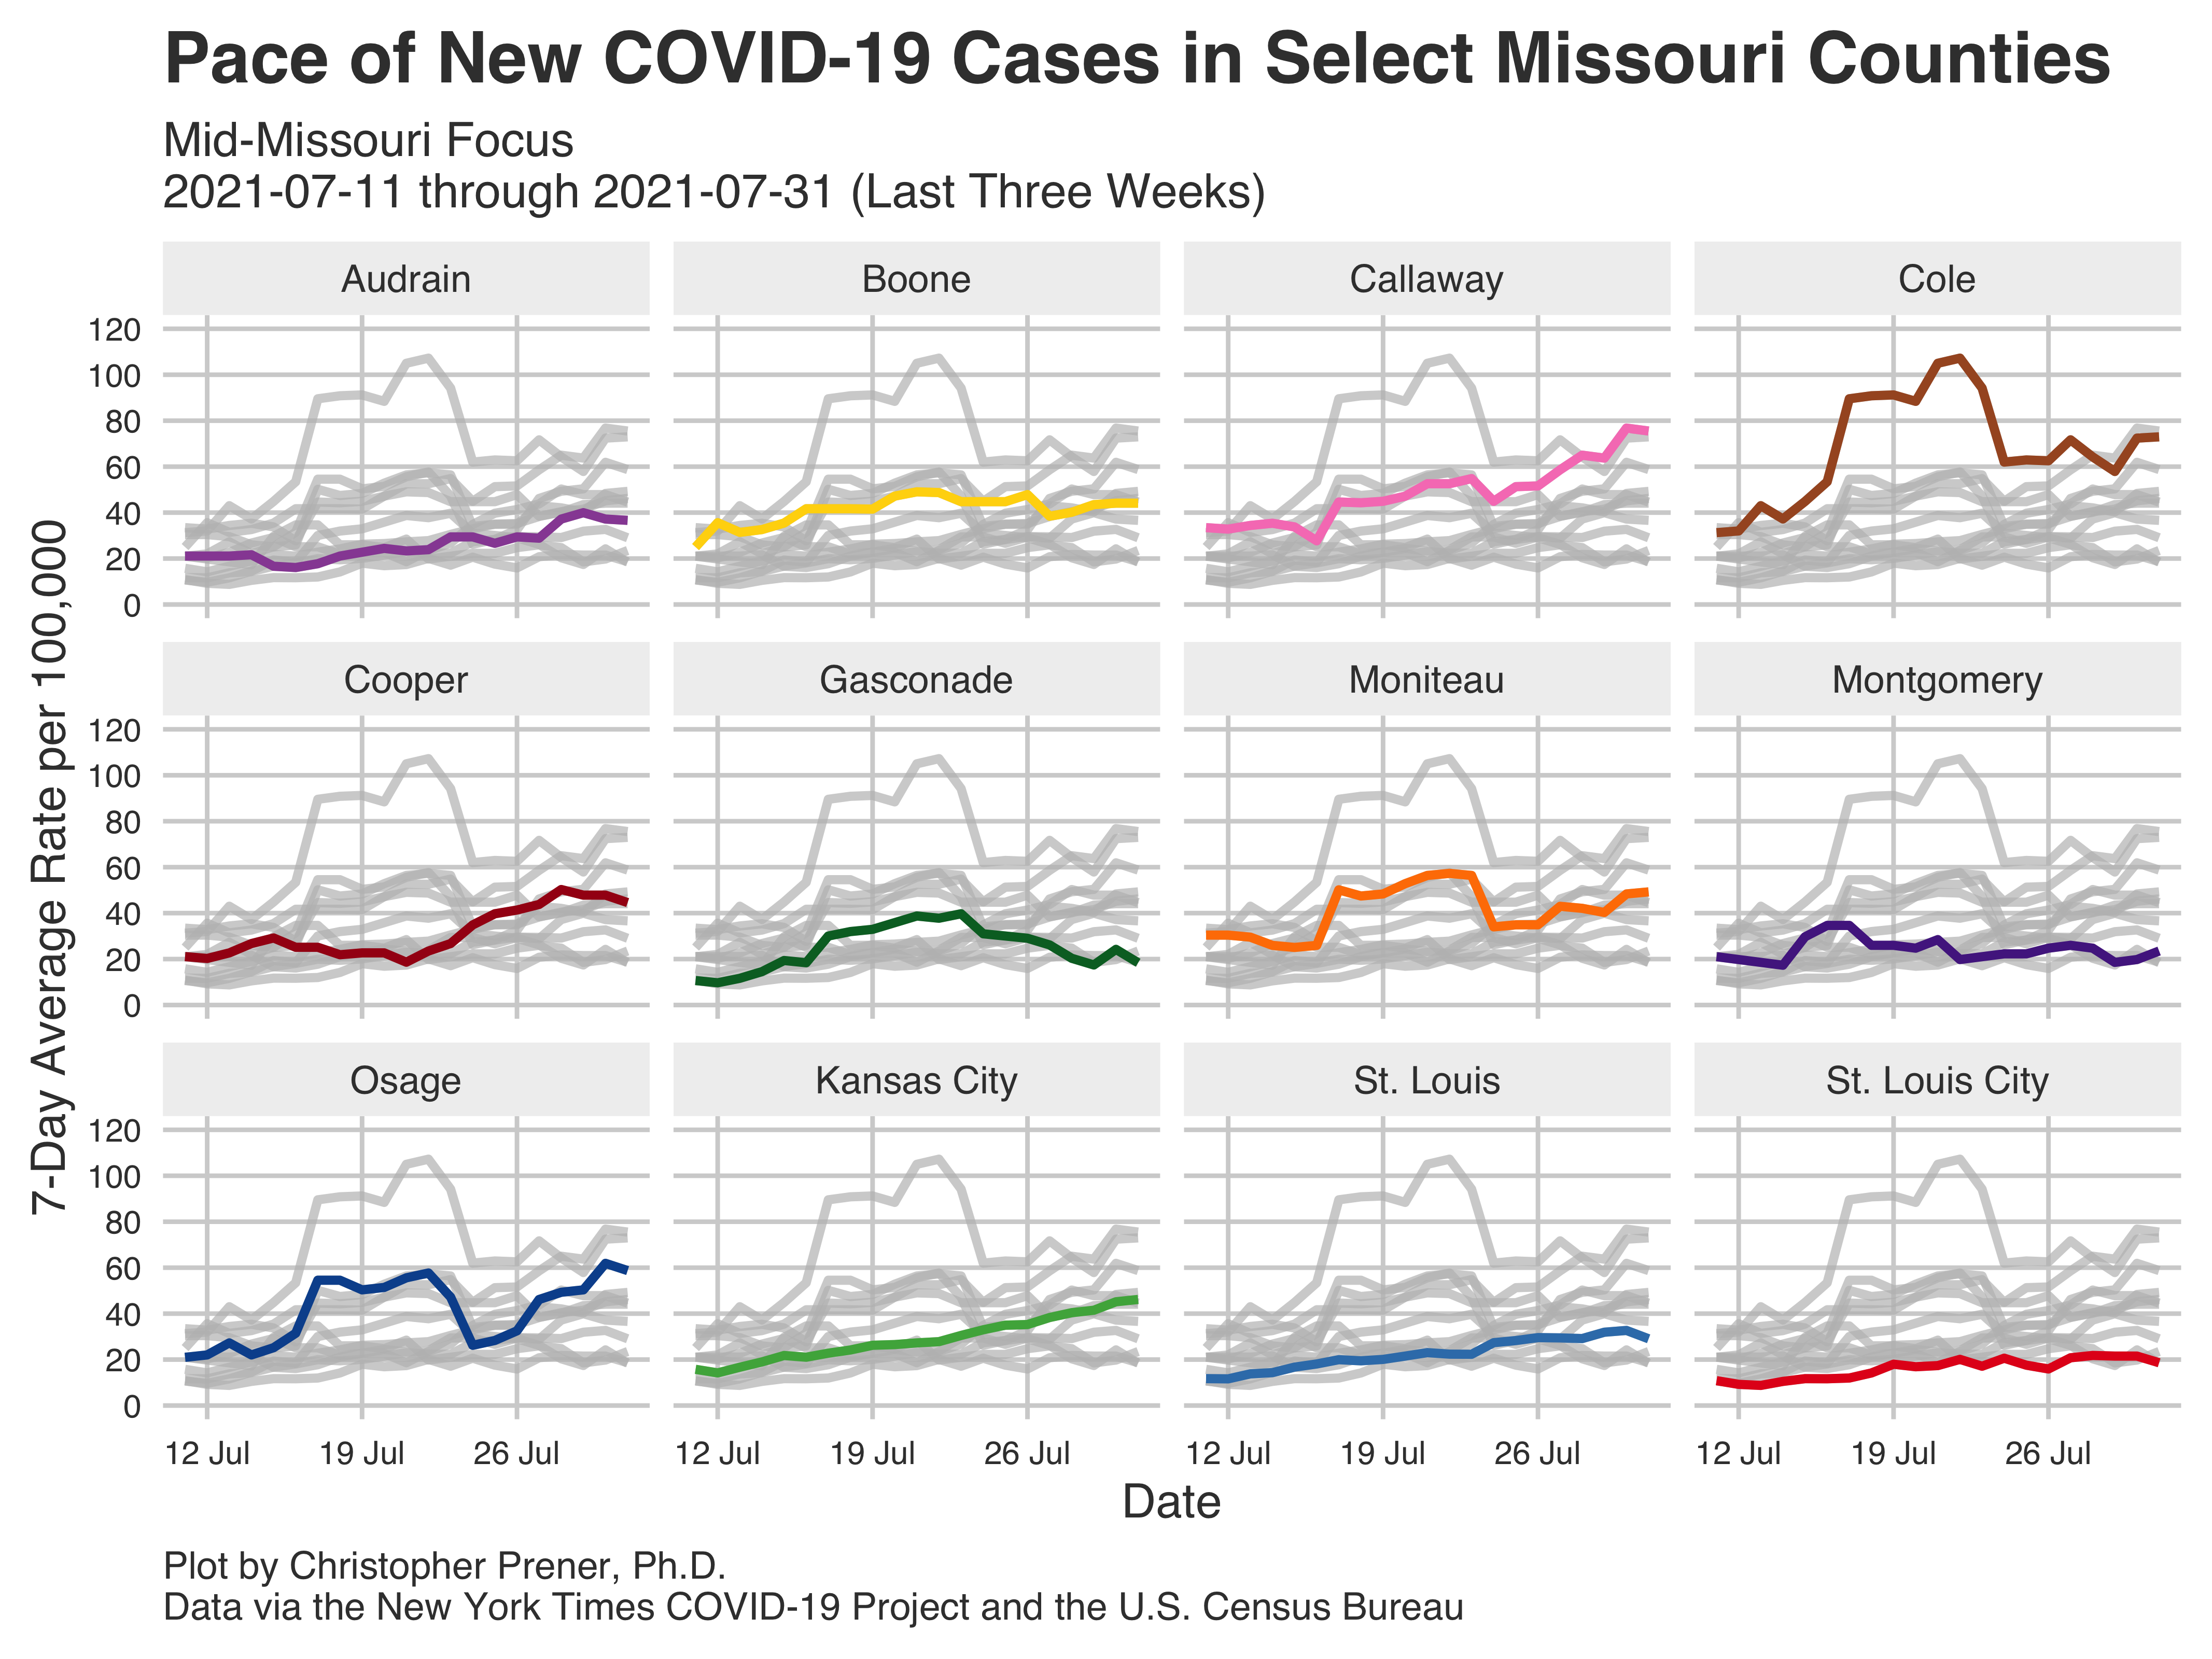 Pace of New COVID-19 Cases in Select Missouri Counties
Mid-Missouri Focus
2021-07-11 through 2021-07-31 (Last Three Weeks)
7-Day Average Rate per 100,000
Audrain
Boone
Callaway
Cole
120
100
80
60
40
20
0
Cooper
Gasconade
Moniteau
Montgomery
120
100
80
60
40
20
0
Osage
Kansas City
St. Louis
St. Louis City
120
100
80
60
40
20
0
12 Jul 19 Jul 26 Jul
12 Jul 19 Jul 26 Jul
12 Jul 19 Jul 26 Jul
12 Jul 19 Jul 26 Jul
Date
Plot by Christopher Prener, Ph.D.
Data via the New York Times COVID-19 Project and the U.S. Census Bureau